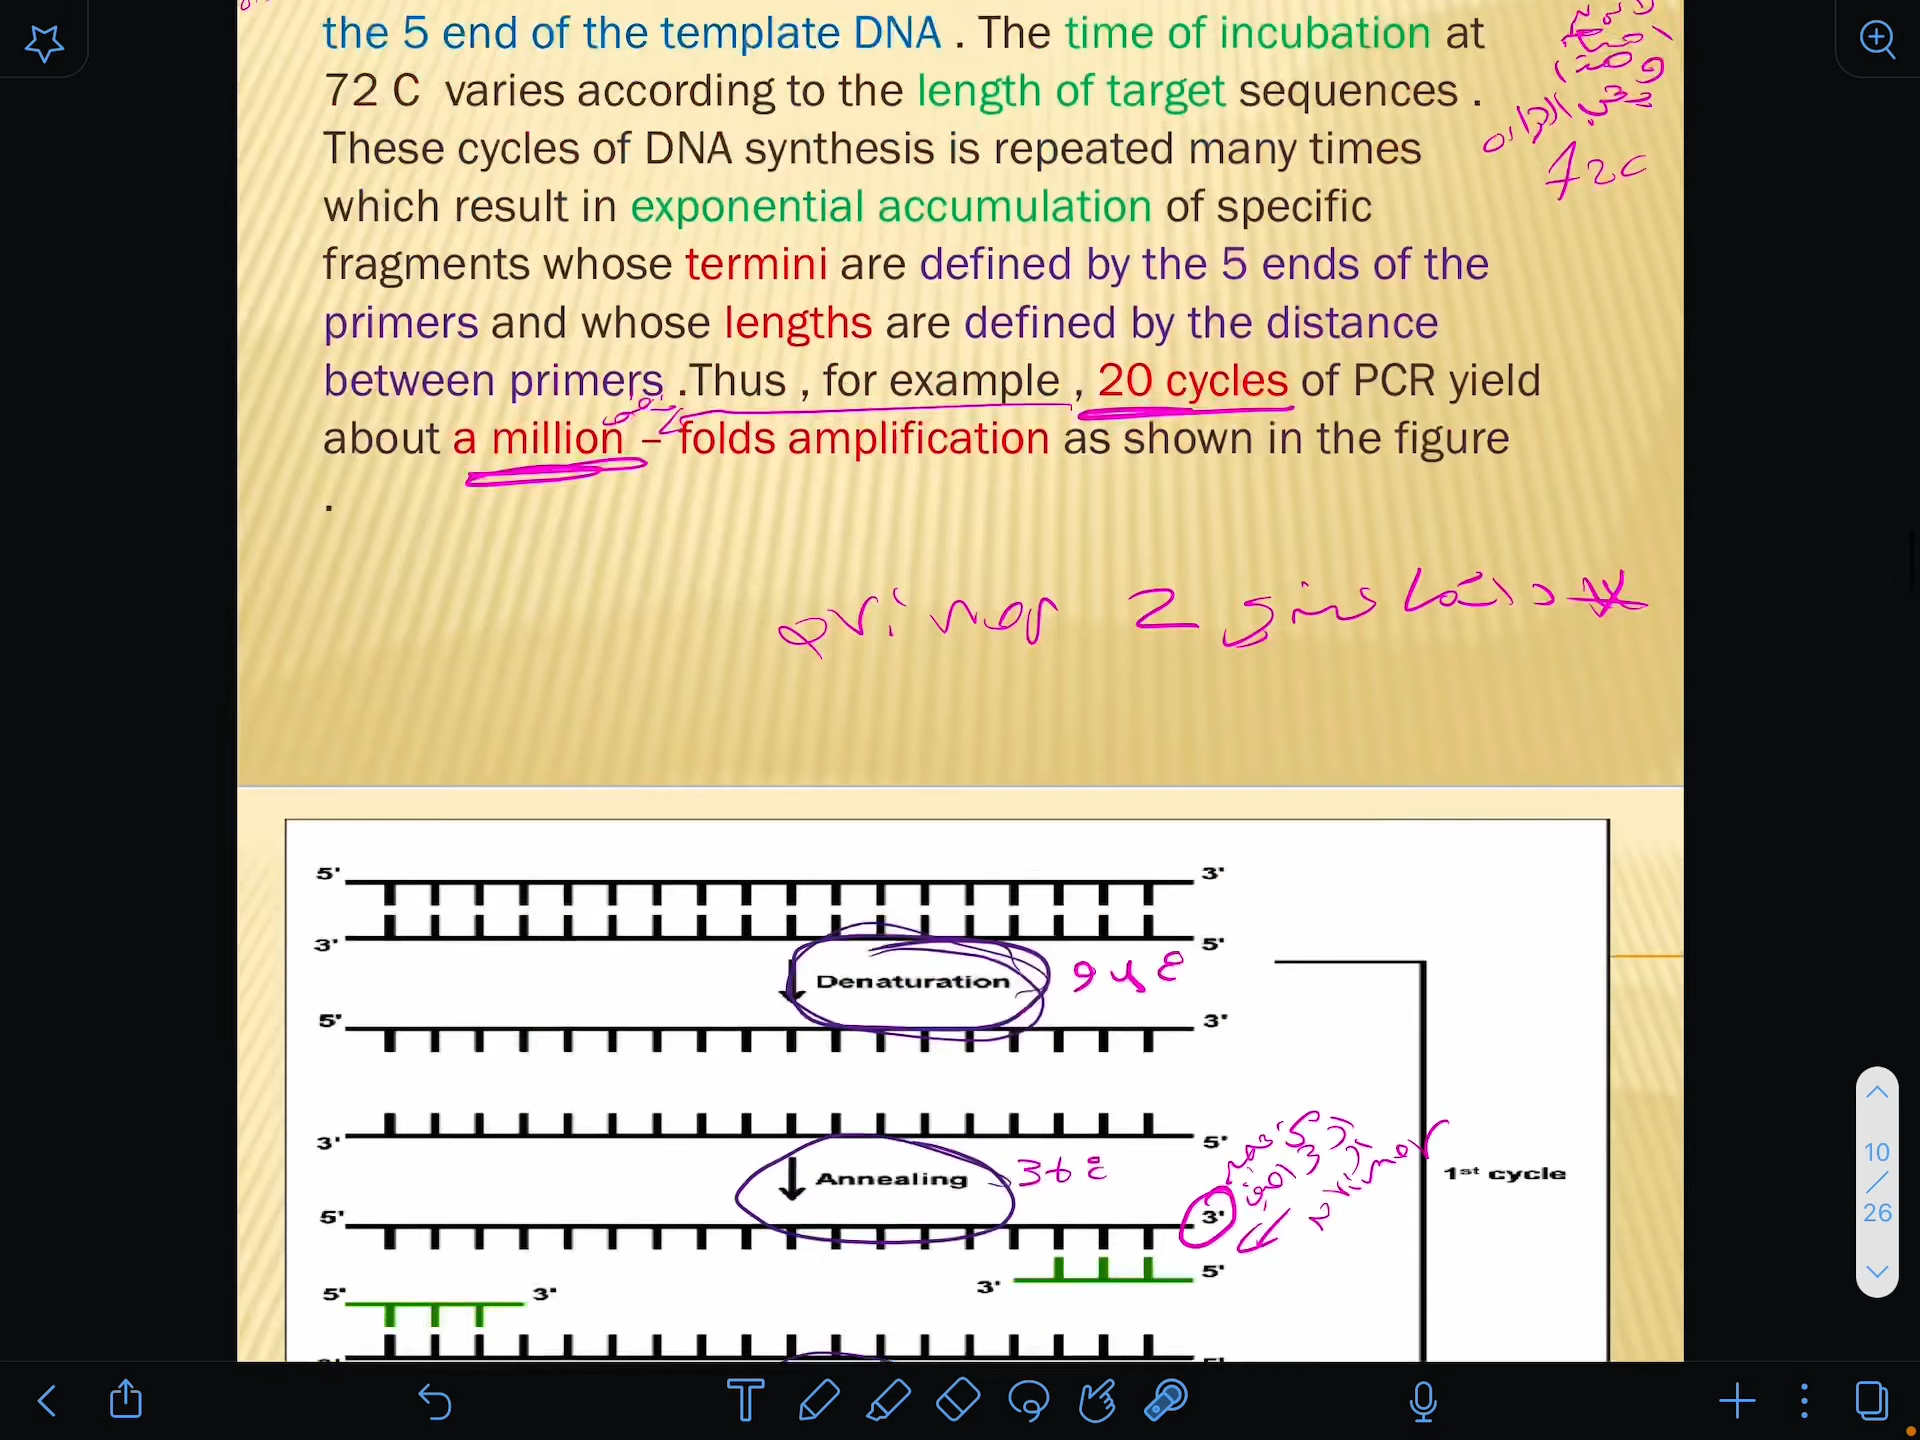 the 5 end of the template DNA . The time of incubation at
72 C varies according to the length of target sequences .
These cycles of DNA synthesis is repeated many times
which result in exponential accumulation of specific
fragments whose termini are defined by the 5 ends of the
primers and whose lengths are defined by the distance
between primers .Thus , for example , 20 cycles of PCR yield
about a million – folds amplification as shown in the figure
.
2
5' 3'
3' 5'
Denaturation
5' 3'
3' 5'
Annealing
1st cycle
5' 3'
3' 5'
5' 3'
10
/
26
T